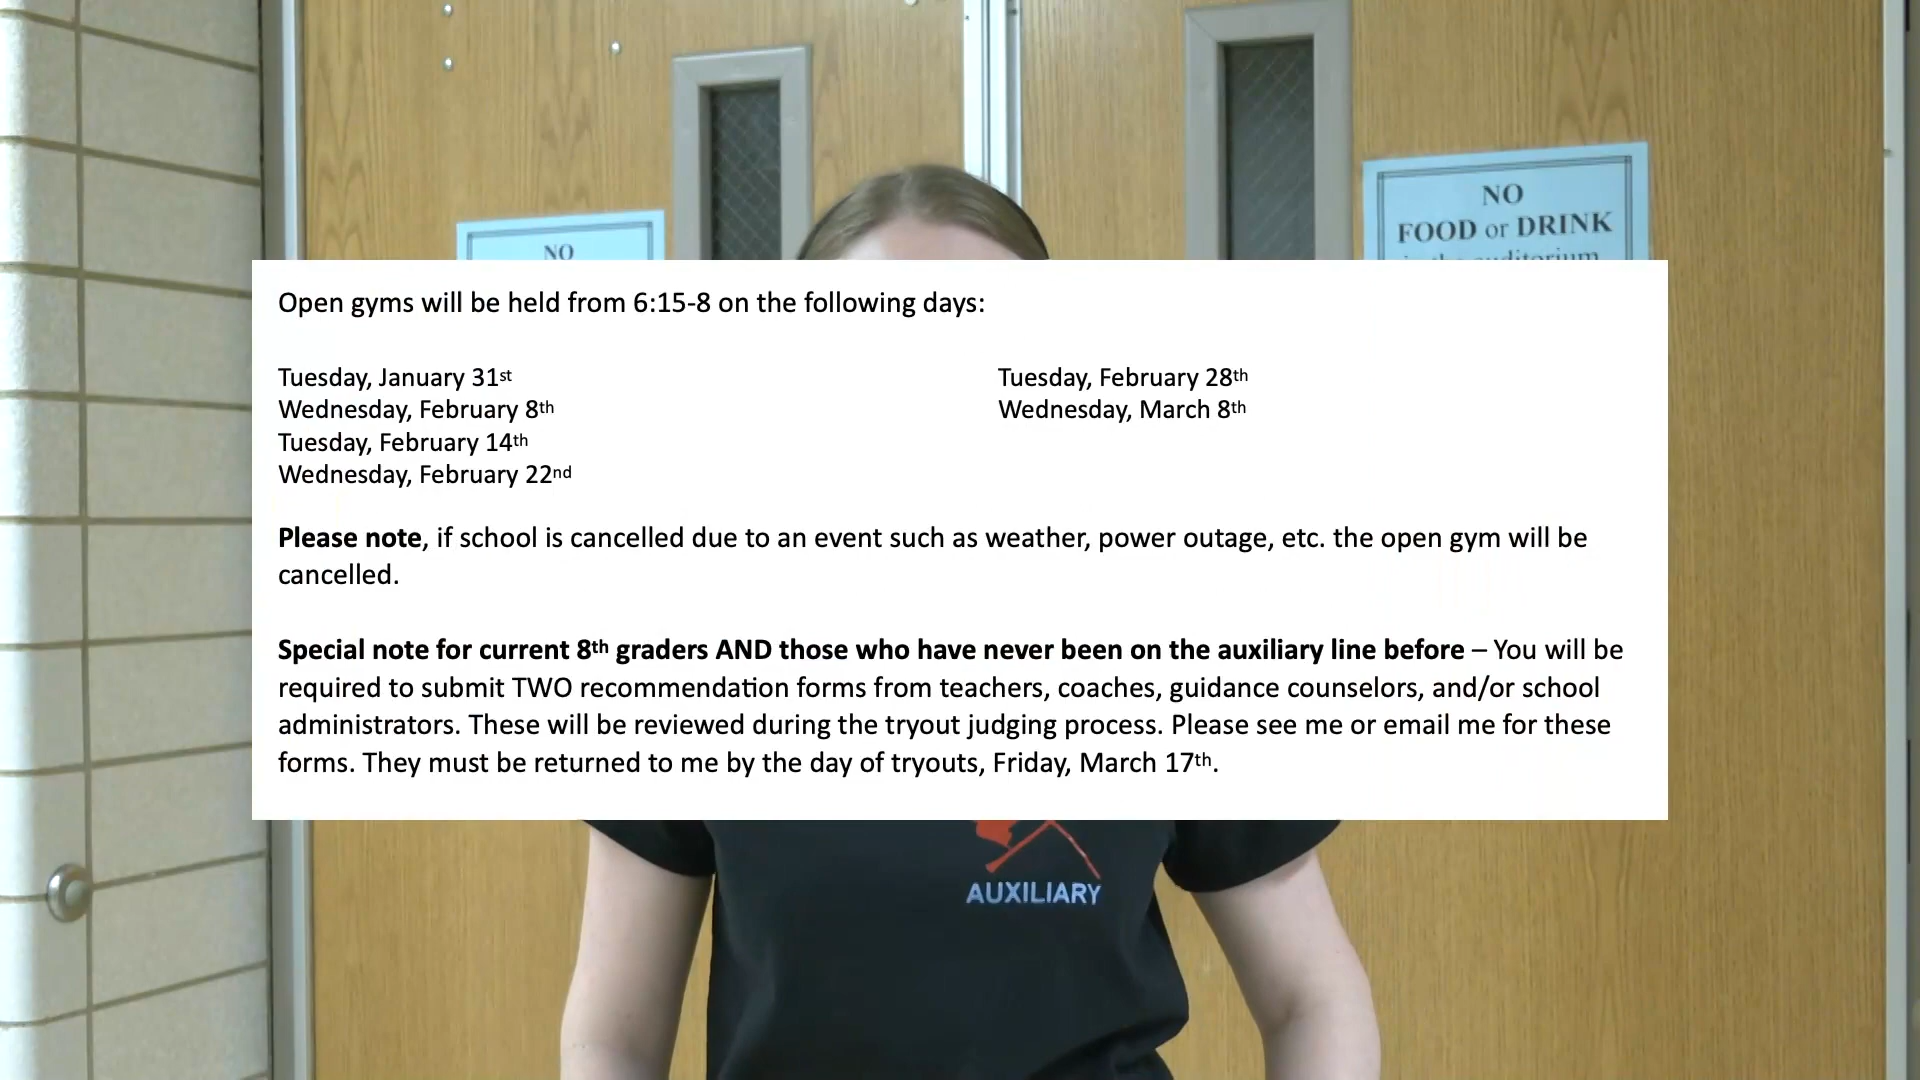 NO
NO
FOOD or DRINK
in the auditorium
Open gyms will be held from 6:15-8 on the following days:
Tuesday, January 31st
Wednesday, February 8th
Tuesday, February 14th
Wednesday, February 22nd
Tuesday, February 28th
Wednesday, March 8th
Please note, if school is cancelled due to an event such as weather, power outage, etc. the open gym will be
cancelled.
Special note for current 8th graders AND those who have never been on the auxiliary line before – You will be
required to submit TWO recommendation forms from teachers, coaches, guidance counselors, and/or school
administrators. These will be reviewed during the tryout judging process. Please see me or email me for these
forms. They must be returned to me by the day of tryouts, Friday, March 17th.
AUXILIARY